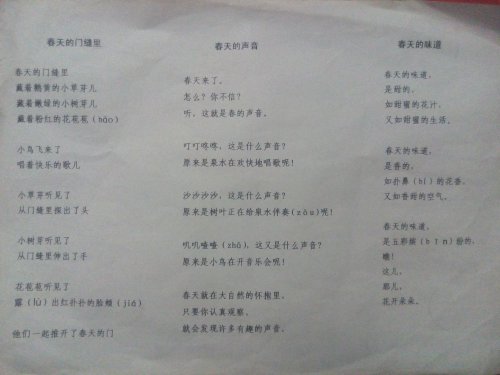 春天的门缝里
春天的门缝里
藏着鹅黄的小草芽儿
藏着嫩绿的小树芽儿
藏着粉红的花苞苞(bāo)
小鸟飞来了
唱着快乐的歌儿
小草芽听见了
从门缝里探出了头
小树芽听见了
从门缝里伸出了手
花苞苞听见了
露(lù)出红扑扑的脸颊(jiá)
他们一起推开了春天的门
春天的声音
春天来了。
怎么?你不信?
听,这就是春的声音。
叮叮咚咚,这是什么声音?
原来是泉水在欢快地唱歌呢!
沙沙沙沙,这是什么声音?
原来是树叶正在给泉水伴奏(zòu)呢!
叽叽喳喳(zhā),这又是什么声音?
原来是小鸟在开音乐会呢!
春天就在大自然的怀抱里。
只要你认真观察,
就会发现许多有趣的声音。
春天的味道
春天的味道,
是甜的,
如甜蜜的花汁,
又如甜蜜的生活。
春天的味道,
是香的,
如扑鼻(bí)的花香,
又如香甜的空气。
春天的味道,
是五彩缤(bīn)纷的,
瞧!
这儿,
那儿,
花开朵朵。